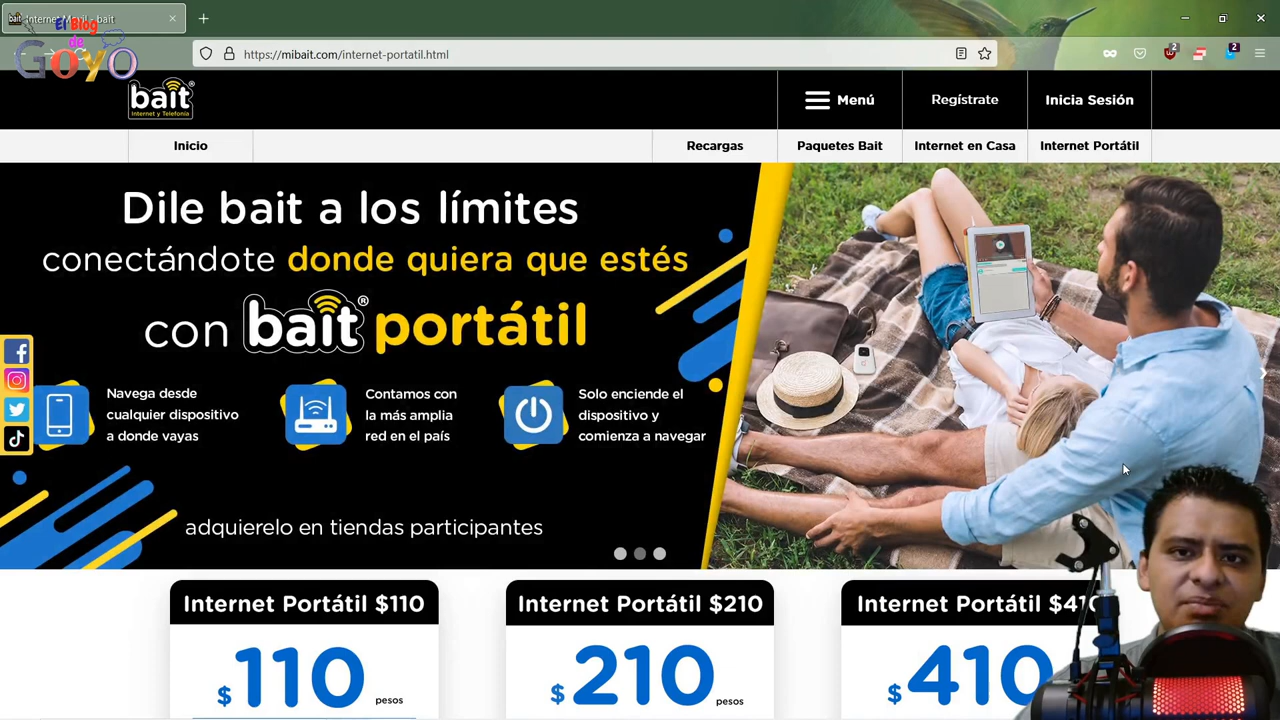 Internet Movil - bait
El Blog
de
Goyo
https://mibait.com/internet-portatil.html
2
2
bait®
Internet y Telefonía
Menú
Regístrate
Inicia Sesión
Inicio
Recargas
Paquetes Bait
Internet en Casa
Internet Portátil
Dile bait a los límites
conectándote donde quiera que estés
con bait® portátil
Navega desde
cualquier dispositivo
a donde vayas
Contamos con
la más amplia
red en el país
Solo enciende el
dispositivo y
comienza a navegar
adquierelo en tiendas participantes
Internet Portátil $110
$110 pesos
Internet Portátil $210
$210 pesos
Internet Portátil $410
$410